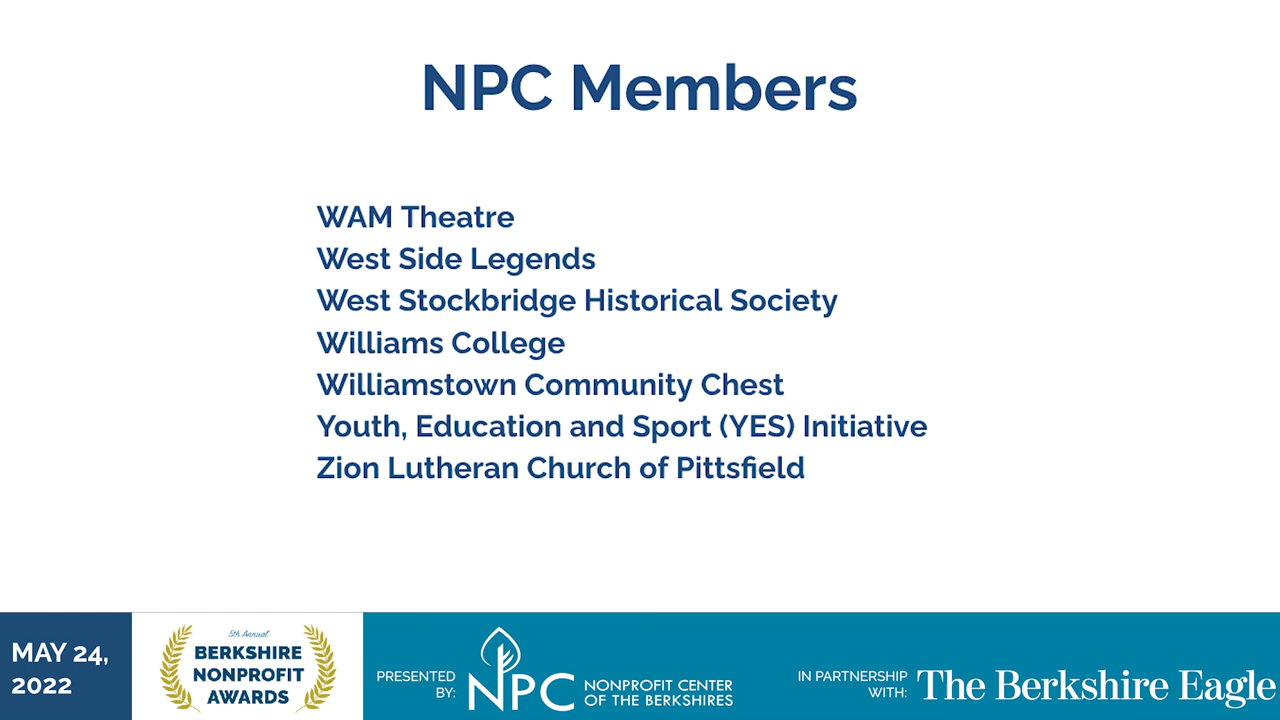 NPC Members
WAM Theatre
West Side Legends
West Stockbridge Historical Society
Williams College
Williamstown Community Chest
Youth, Education and Sport (YES) Initiative
Zion Lutheran Church of Pittsfield
MAY 24,
2022
5th Annual
BERKSHIRE
NONPROFIT
AWARDS
PRESENTED
BY:
NPC
NONPROFIT CENTER
OF THE BERKSHIRES
IN PARTNERSHIP
WITH:
The Berkshire Eagle